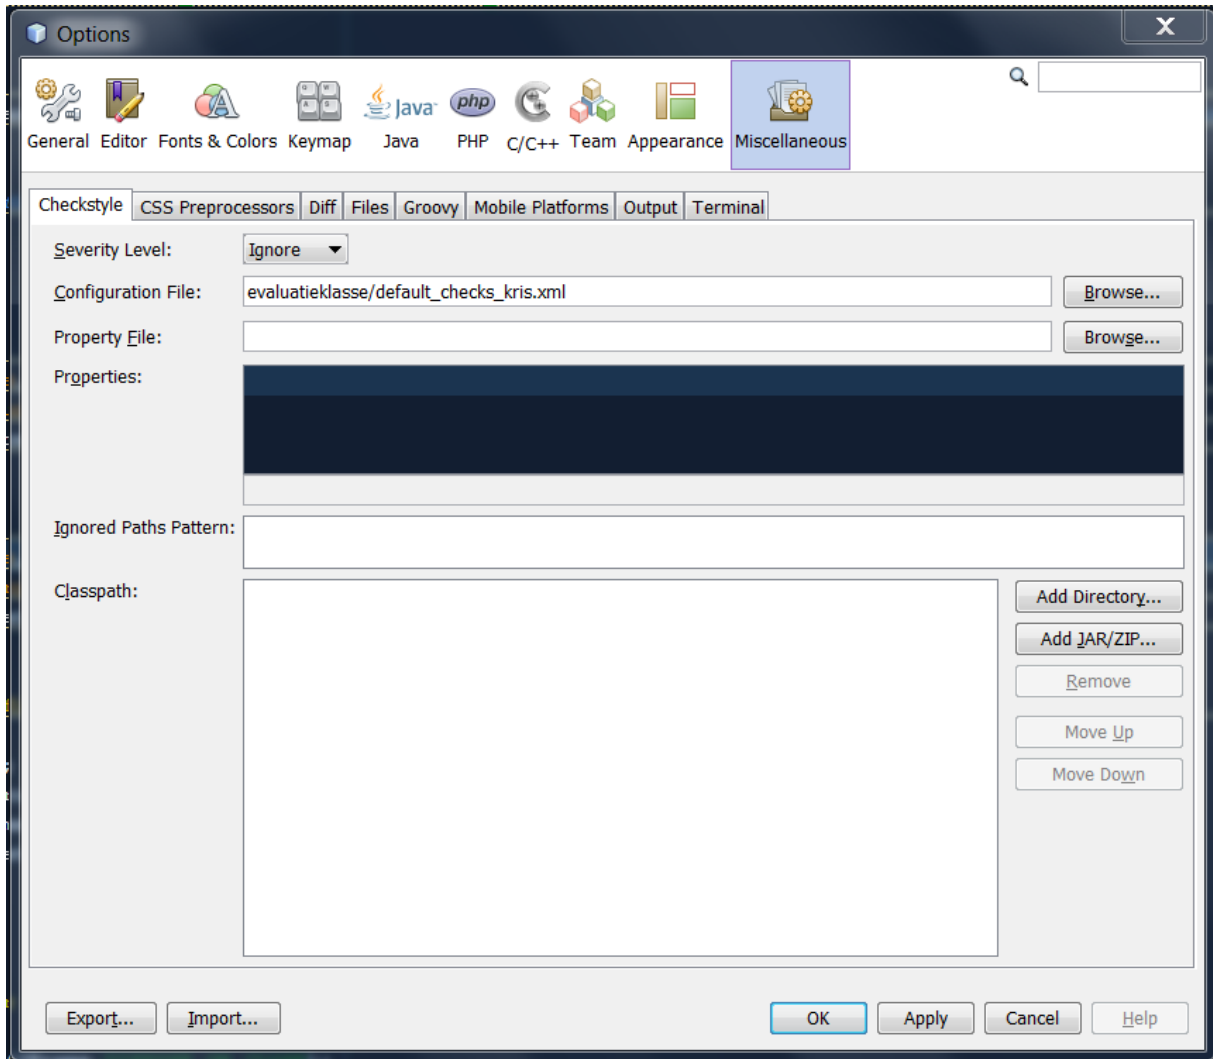 Options
X
General Editor Fonts & Colors Keymap Java PHP C/C++ Team Appearance Miscellaneous
Java
php
Checkstyle CSS Preprocessors Diff Files Groovy Mobile Platforms Output Terminal
Severity Level: Ignore
Configuration File: evaluatieklasse/default_checks_kris.xml Browse...
Property File: Browse...
Properties:
Ignored Paths Pattern:
Classpath: Add Directory...
Add JAR/ZIP...
Remove
Move Up
Move Down
Export... Import... OK Apply Cancel Help